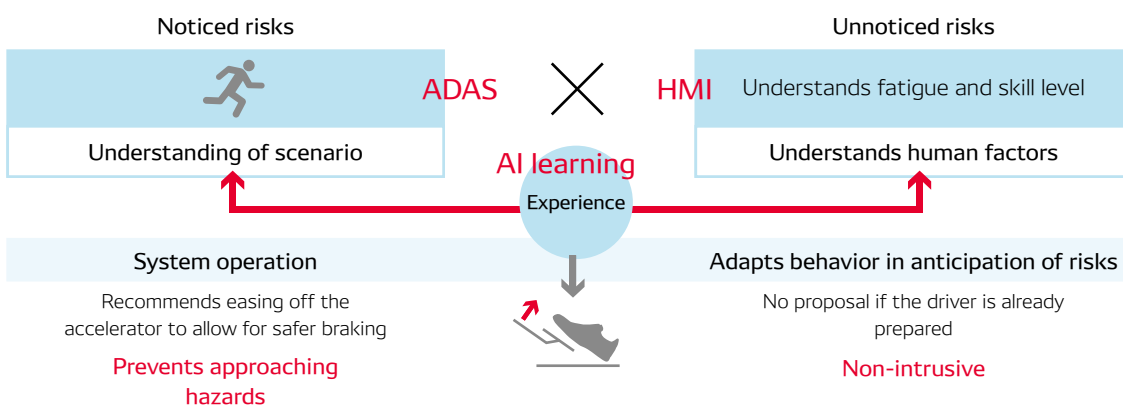 Noticed risks
Unnoticed risks
ADAS
HMI
Understands fatigue and skill level
Understanding of scenario
Understands human factors
AI learning
Experience
System operation
Adapts behavior in anticipation of risks
Recommends easing off the
accelerator to allow for safer braking
No proposal if the driver is already
prepared
Prevents approaching
hazards
Non-intrusive